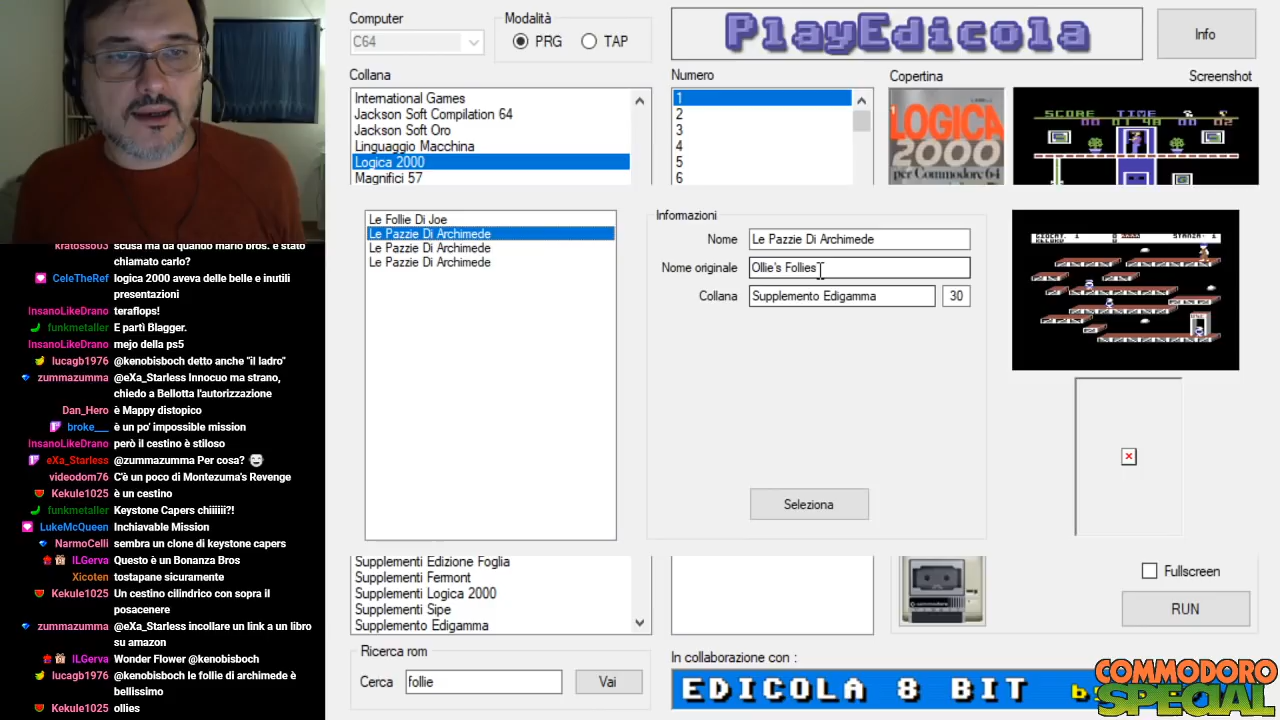 Computer
C64
Modalità
PRG
TAP
PlayEdicola
Info
Collana
International Games
Jackson Soft Compilation 64
Jackson Soft Oro
Linguaggio Macchina
Logica 2000
Magnifici 57
Numero
1
2
3
4
5
6
Copertina
LOGICA
2000
per Commodore 64
Screenshot
SCORE TIME
Le Follie Di Joe
Le Pazzie Di Archimede
Le Pazzie Di Archimede
Le Pazzie Di Archimede
Informazioni
Nome
Le Pazzie Di Archimede
Nome originale
Ollie's Follies
Collana
Supplemento Edigamma
30
GIOCAT. 1
STANZA: 1
Seleziona
Supplementi Edizione Foglia
Supplementi Fermont
Supplementi Logica 2000
Supplementi Sipe
Supplemento Edigamma
Fullscreen
RUN
Ricerca rom
Cerca
follie
Vai
In collaborazione con :
EDICOLA 8 BIT
COMMODORO
SPECIAL
kratosso03 scusa ma da quando mario bros. è stato
chiamato carlo?
CeleTheRef logica 2000 aveva delle belle e inutili
presentazioni
InsanoLikeDrano teraflops!
funkmetaller E partì Blagger.
InsanoLikeDrano mejo della ps5
lucagb1976 @kenobisboch detto anche "il ladro"
zummazumma @eXa_Starless Innocuo ma strano,
chiedo a Bellotta l'autorizzazione
Dan_Hero è Mappy distopico
broke___ è un po' impossible mission
InsanoLikeDrano però il cestino è stiloso
eXa_Starless @zummazumma Per cosa?
videodom76 C'è un poco di Montezuma's Revenge
Kekule1025 è un cestino
funkmetaller Keystone Capers chiiiiii?!
LukeMcQueen Inchiavable Mission
NarmoCelli sembra un clone di keystone capers
ILGerva Questo è un Bonanza Bros
Xicoten tostapane sicuramente
Kekule1025 Un cestino cilindrico con sopra il
posacenere
zummazumma @eXa_Starless incollare un link a un libro
su amazon
ILGerva Wonder Flower @kenobisboch
lucagb1976 @kenobisboch le follie di archimede è
bellissimo
Kekule1025 ollies